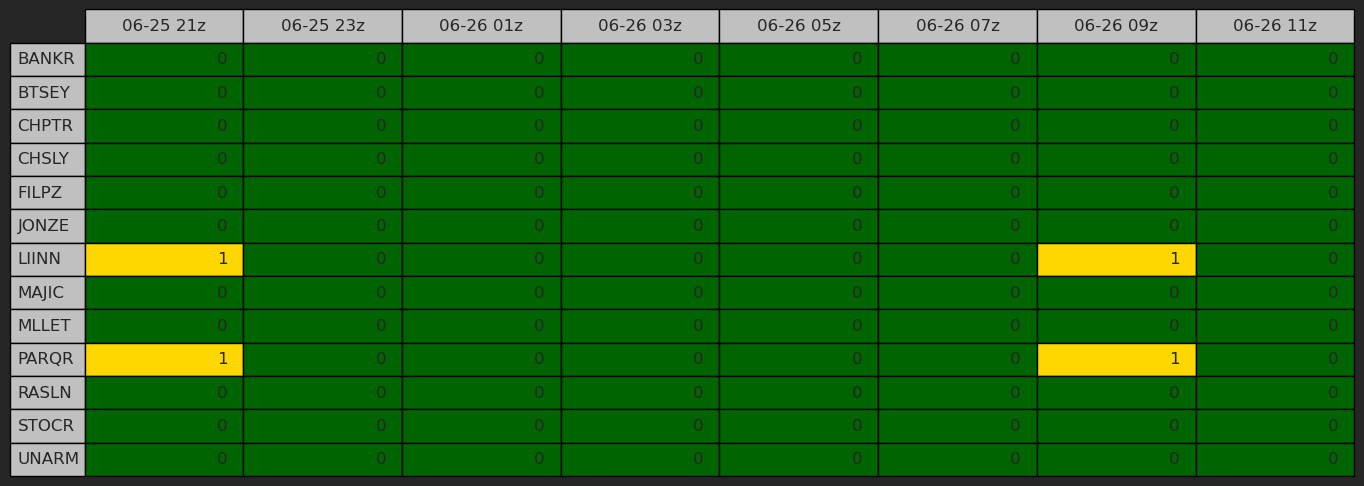 06-25 21z 06-25 23z 06-26 01z 06-26 03z 06-26 05z 06-26 07z 06-26 09z 06-26 11z
BANKR 0 0 0 0 0 0 0 0
BTSEY 0 0 0 0 0 0 0 0
CHPTR 0 0 0 0 0 0 0 0
CHSLY 0 0 0 0 0 0 0 0
FILPZ 0 0 0 0 0 0 0 0
JONZE 0 0 0 0 0 0 0 0
LIINN 1 0 0 0 0 0 1 0
MAJIC 0 0 0 0 0 0 0 0
MLLET 0 0 0 0 0 0 0 0
PARQR 1 0 0 0 0 0 1 0
RASLN 0 0 0 0 0 0 0 0
STOCR 0 0 0 0 0 0 0 0
UNARM 0 0 0 0 0 0 0 0